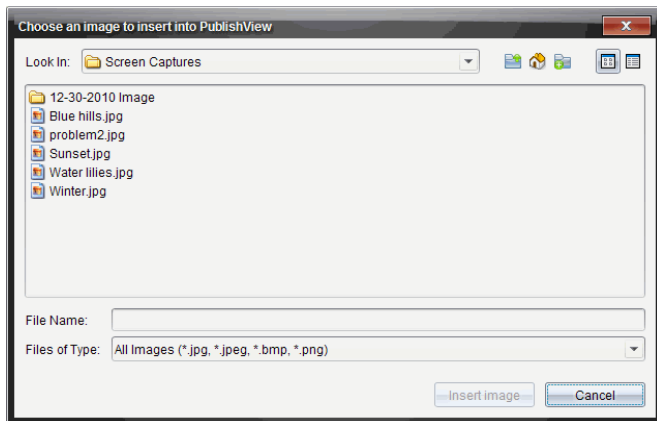 Choose an image to insert into PublishView
Look In: Screen Captures
12-30-2010 Image
Blue hills.jpg
problem2.jpg
Sunset.jpg
Water lilies.jpg
Winter.jpg
File Name:
Files of Type: All Images (*.jpg, *.jpeg, *.bmp, *.png)
Insert image Cancel